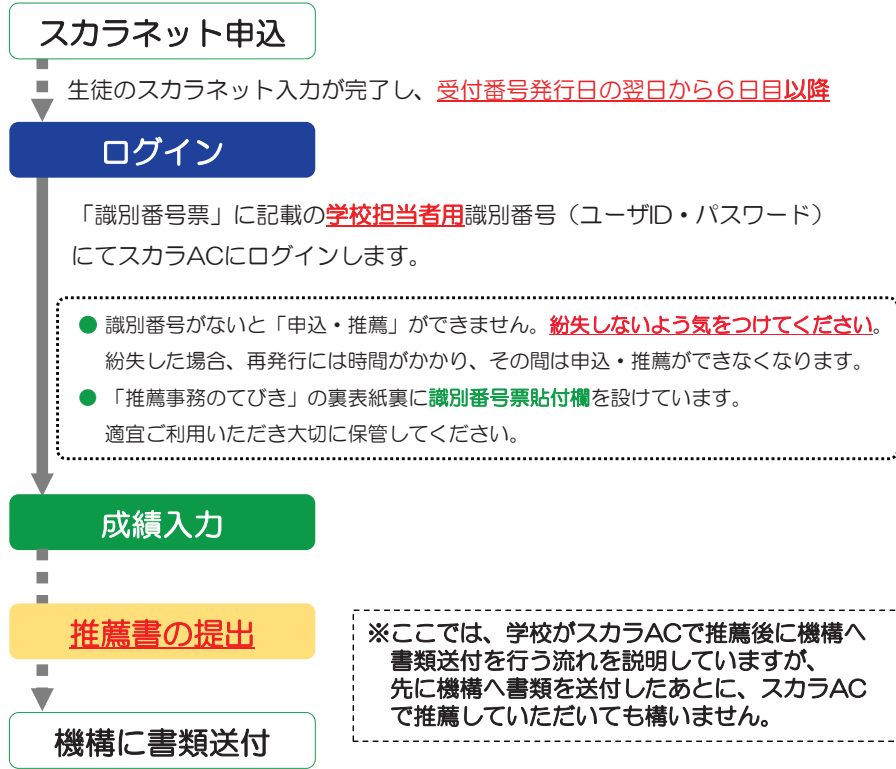 スカラネット申込
生徒のスカラネット入力が完了し、受付番号発行日の翌日から６日目以降
ログイン
「識別番号票」に記載の学校担当者用識別番号（ユーザID・パスワード）
にてスカラACにログインします。
● 識別番号がないと「申込・推薦」ができません。紛失しないよう気をつけてください。
紛失した場合、再発行には時間がかかり、その間は申込・推薦ができなくなります。
● 「推薦事務のてびき」の裏表紙裏に識別番号票貼付欄を設けています。
適宜ご利用いただき大切に保管してください。
成績入力
推薦書の提出
※ここでは、学校がスカラACで推薦後に機構へ
書類送付を行う流れを説明していますが、
先に機構へ書類を送付したあとに、スカラAC
で推薦していただいても構いません。
機構に書類送付